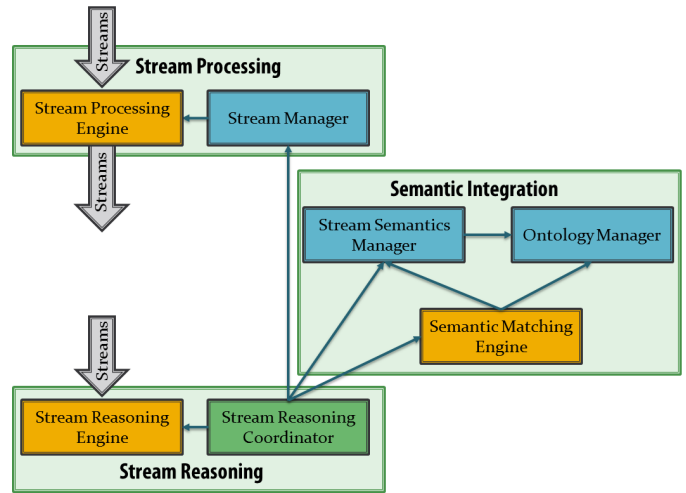 Streams
Stream Processing
Stream Processing
Engine
Stream Manager
Streams
Semantic Integration
Stream Semantics
Manager
Ontology Manager
Semantic Matching
Engine
Streams
Stream Reasoning
Engine
Stream Reasoning
Coordinator
Stream Reasoning